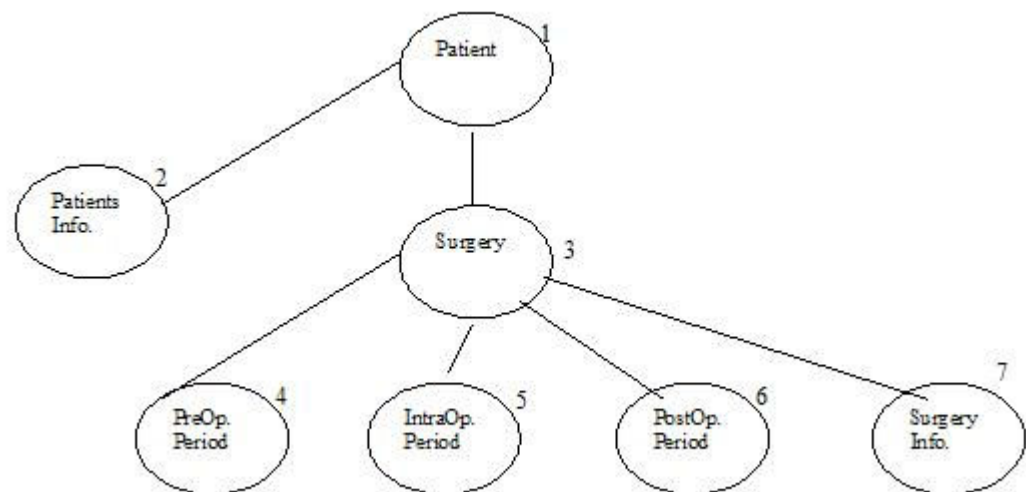 1
Patient
2
Patients
Info.
Surgery
3
4
PreOp.
Period
5
IntraOp.
Period
6
PostOp.
Period
7
Surgery
Info.